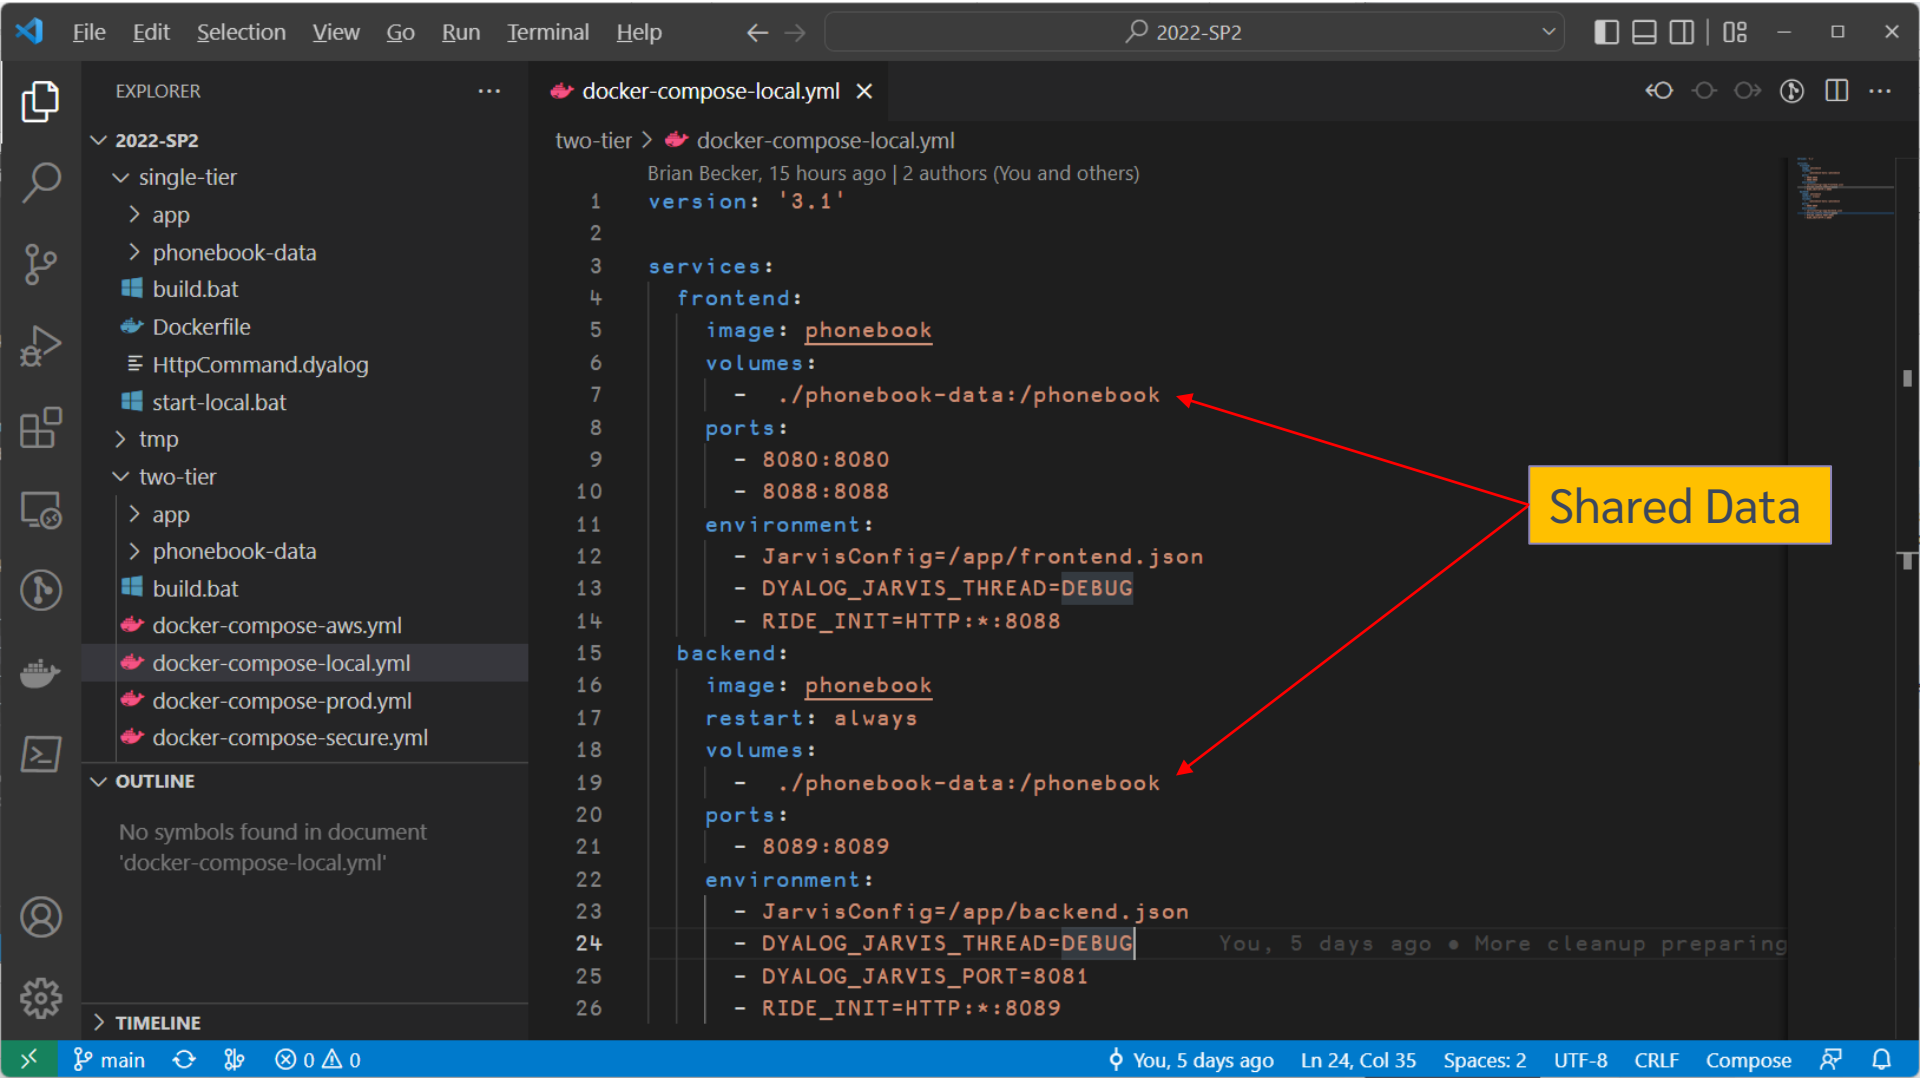 File Edit Selection View Go Run Terminal Help
2022-SP2
EXPLORER
2022-SP2
single-tier
app
phonebook-data
build.bat
Dockerfile
HttpCommand.dyalog
start-local.bat
tmp
two-tier
app
phonebook-data
build.bat
docker-compose-aws.yml
docker-compose-local.yml
docker-compose-prod.yml
docker-compose-secure.yml
OUTLINE
No symbols found in document
'docker-compose-local.yml'
TIMELINE
docker-compose-local.yml
two-tier > docker-compose-local.yml
Brian Becker, 15 hours ago | 2 authors (You and others)
1 version: '3.1'
2
3 services:
4 frontend:
5 image: phonebook
6 volumes:
7 - ./phonebook-data:/phonebook
8 ports:
9 - 8080:8080
10 - 8088:8088
11 environment:
12 - JarvisConfig=/app/frontend.json
13 - DYALOG_JARVIS_THREAD=DEBUG
14 - RIDE_INIT=HTTP:*:8088
15 backend:
16 image: phonebook
17 restart: always
18 volumes:
19 - ./phonebook-data:/phonebook
20 ports:
21 - 8089:8089
22 environment:
23 - JarvisConfig=/app/backend.json
24 - DYALOG_JARVIS_THREAD=DEBUG You, 5 days ago • More cleanup preparing
25 - DYALOG_JARVIS_PORT=8081
26 - RIDE_INIT=HTTP:*:8089
Shared Data
main 0 0 You, 5 days ago Ln 24, Col 35 Spaces: 2 UTF-8 CRLF Compose